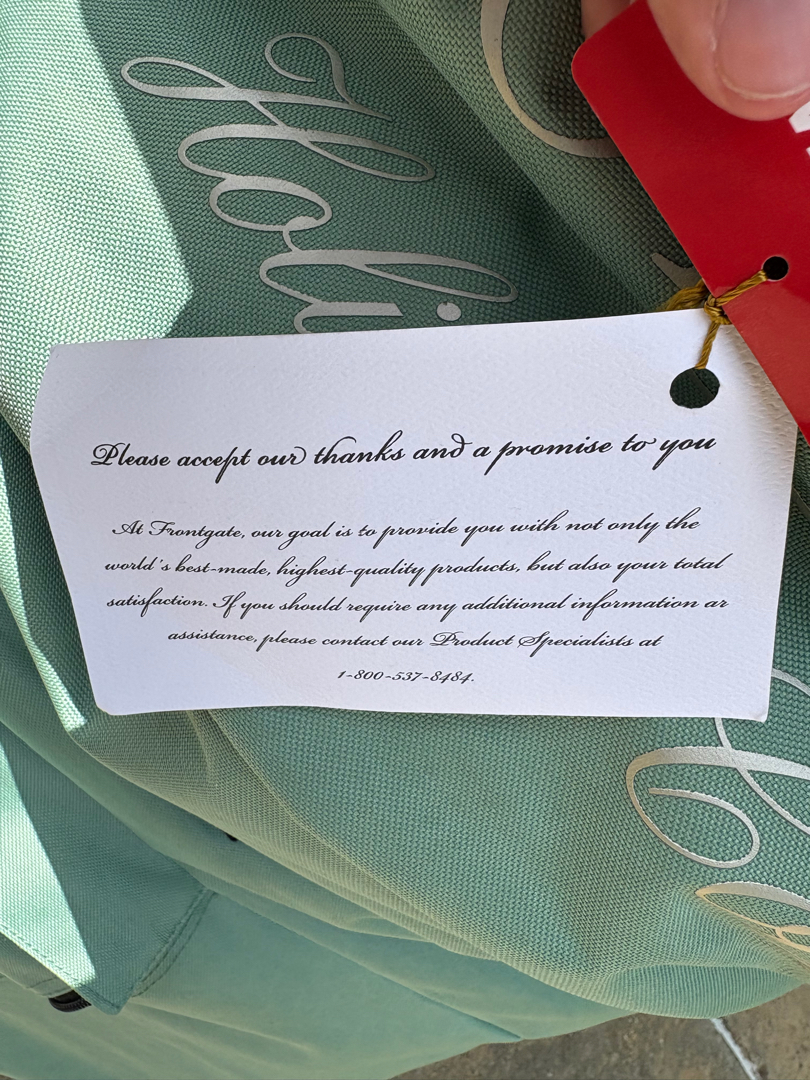 Holi
Please accept our thanks and a promise to you
At Frontgate, our goal is to provide you with not only the
world's best-made, highest-quality products, but also your total
satisfaction. If you should require any additional information or
assistance, please contact our Product Specialists at
1-800-537-8484.